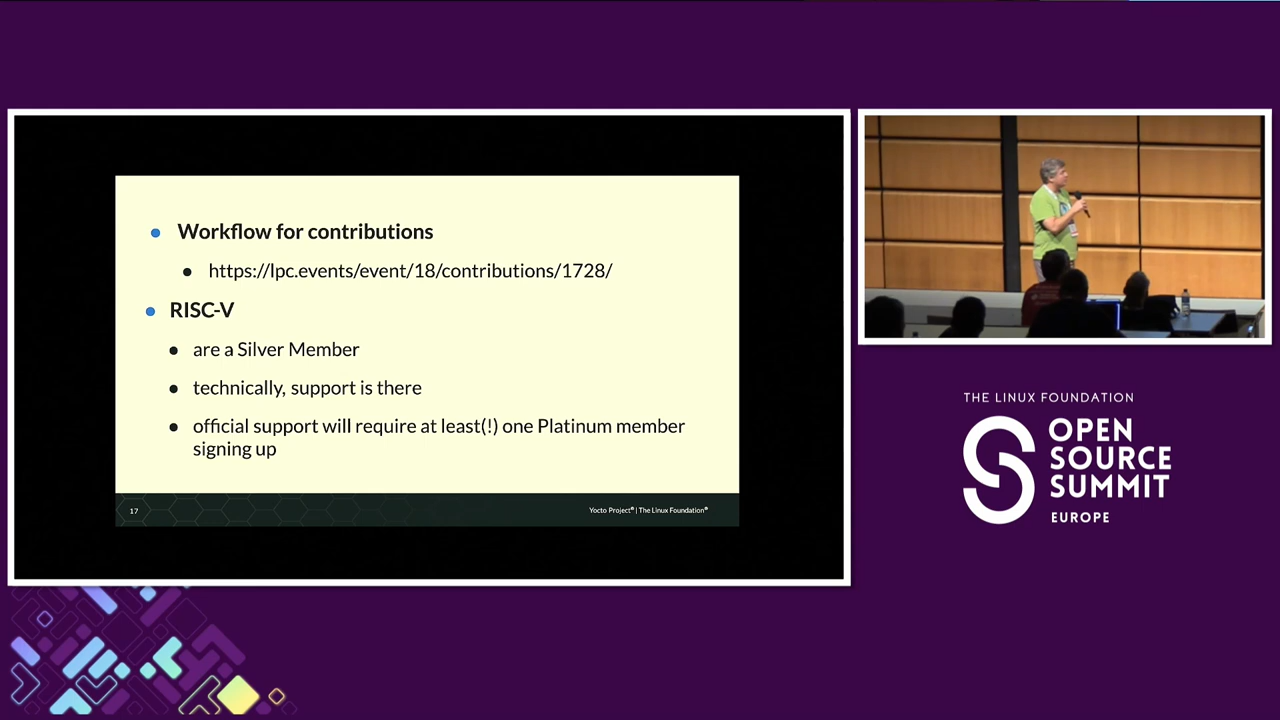 Workflow for contributions
https://lpc.events/event/18/contributions/1728/
RISC-V
are a Silver Member
technically, support is there
official support will require at least(!) one Platinum member
signing up
17
Yocto Project® | The Linux Foundation®
THE LINUX FOUNDATION
OPEN
SOURCE
SUMMIT
EUROPE